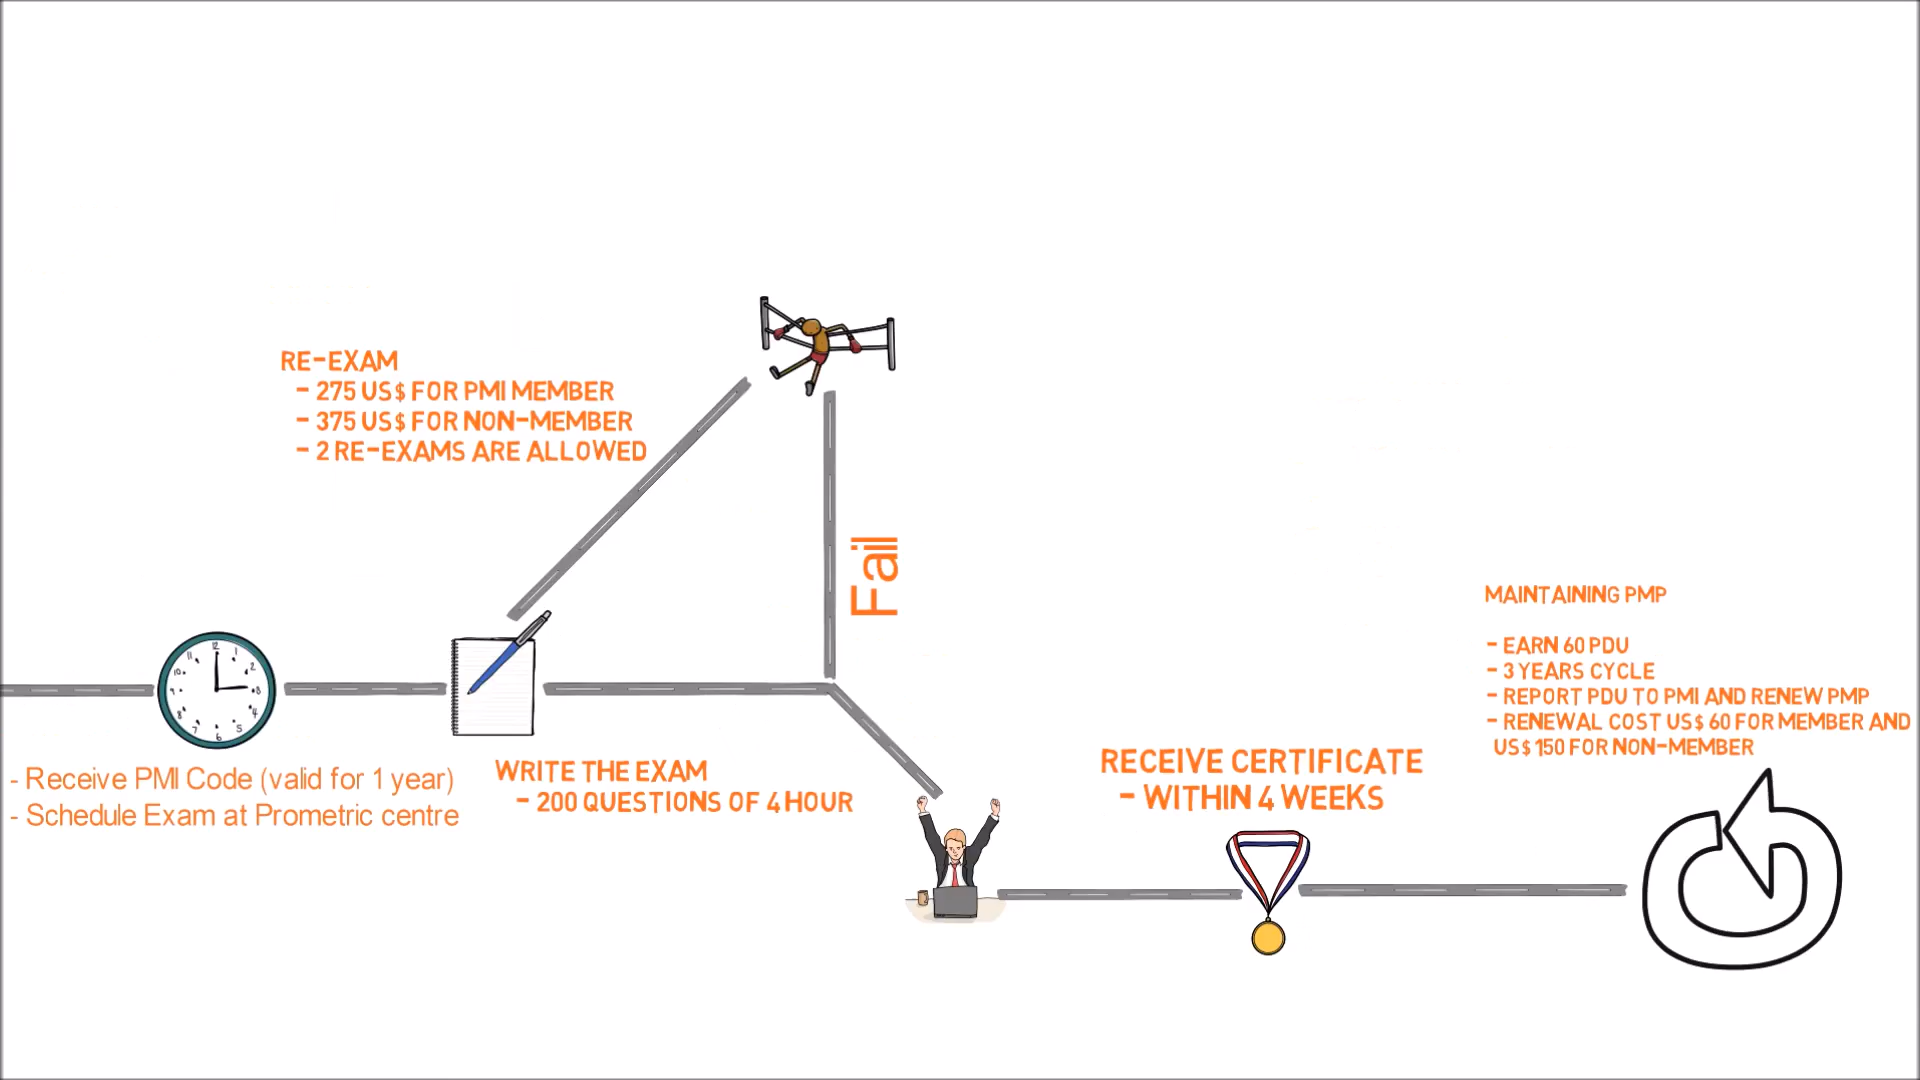 RE-EXAM
- 275 US$ FOR PMI MEMBER
- 375 US$ FOR NON-MEMBER
- 2 RE-EXAMS ARE ALLOWED
Fail
- Receive PMI Code (valid for 1 year)
- Schedule Exam at Prometric centre
WRITE THE EXAM
- 200 QUESTIONS OF 4 HOUR
RECEIVE CERTIFICATE
- WITHIN 4 WEEKS
MAINTAINING PMP
- EARN 60 PDU
- 3 YEARS CYCLE
- REPORT PDU TO PMI AND RENEW PMP
- RENEWAL COST US$ 60 FOR MEMBER AND
US$ 150 FOR NON-MEMBER